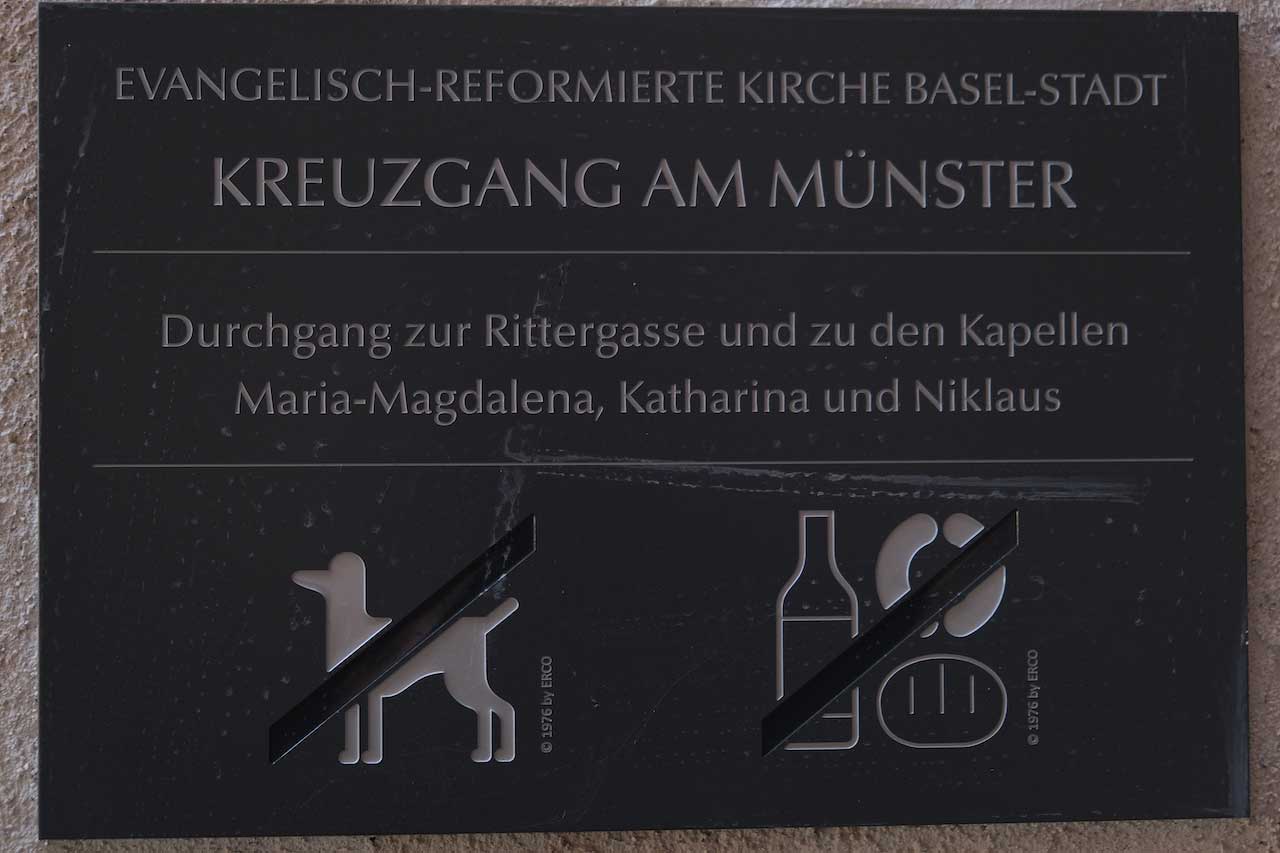 EVANGELISCH-REFORMIERTE KIRCHE BASEL-STADT
KREUZGANG AM MÜNSTER
Durchgang zur Rittergasse und zu den Kapellen
Maria-Magdalena, Katharina und Niklaus
© 1976 by ERCO
© 1976 by ERCO